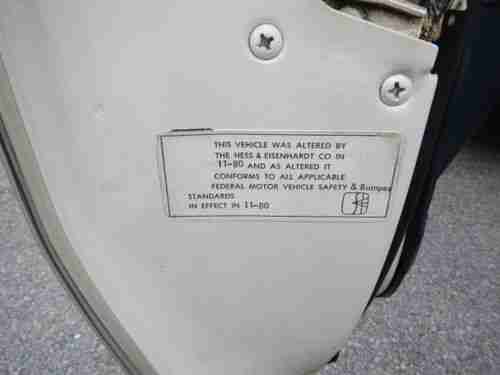 THIS VEHICLE WAS ALTERED BY
THE HESS & EISENHARDT CO IN
11-80 AND AS ALTERED IT
CONFORMS TO ALL APPLICABLE
FEDERAL MOTOR VEHICLE SAFETY & Bumper
STANDARDS
IN EFFECT IN 11-80